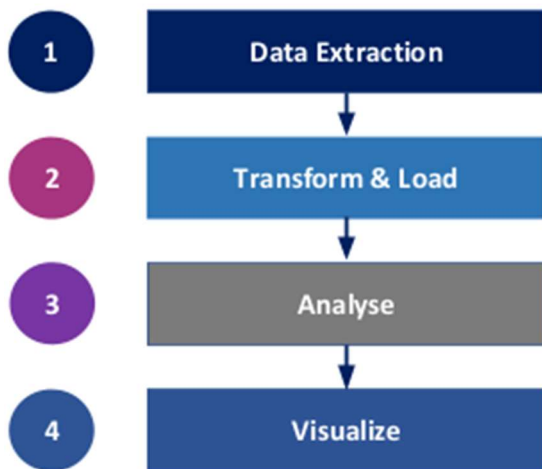 1
Data Extraction
2
Transform & Load
3
Analyse
4
Visualize